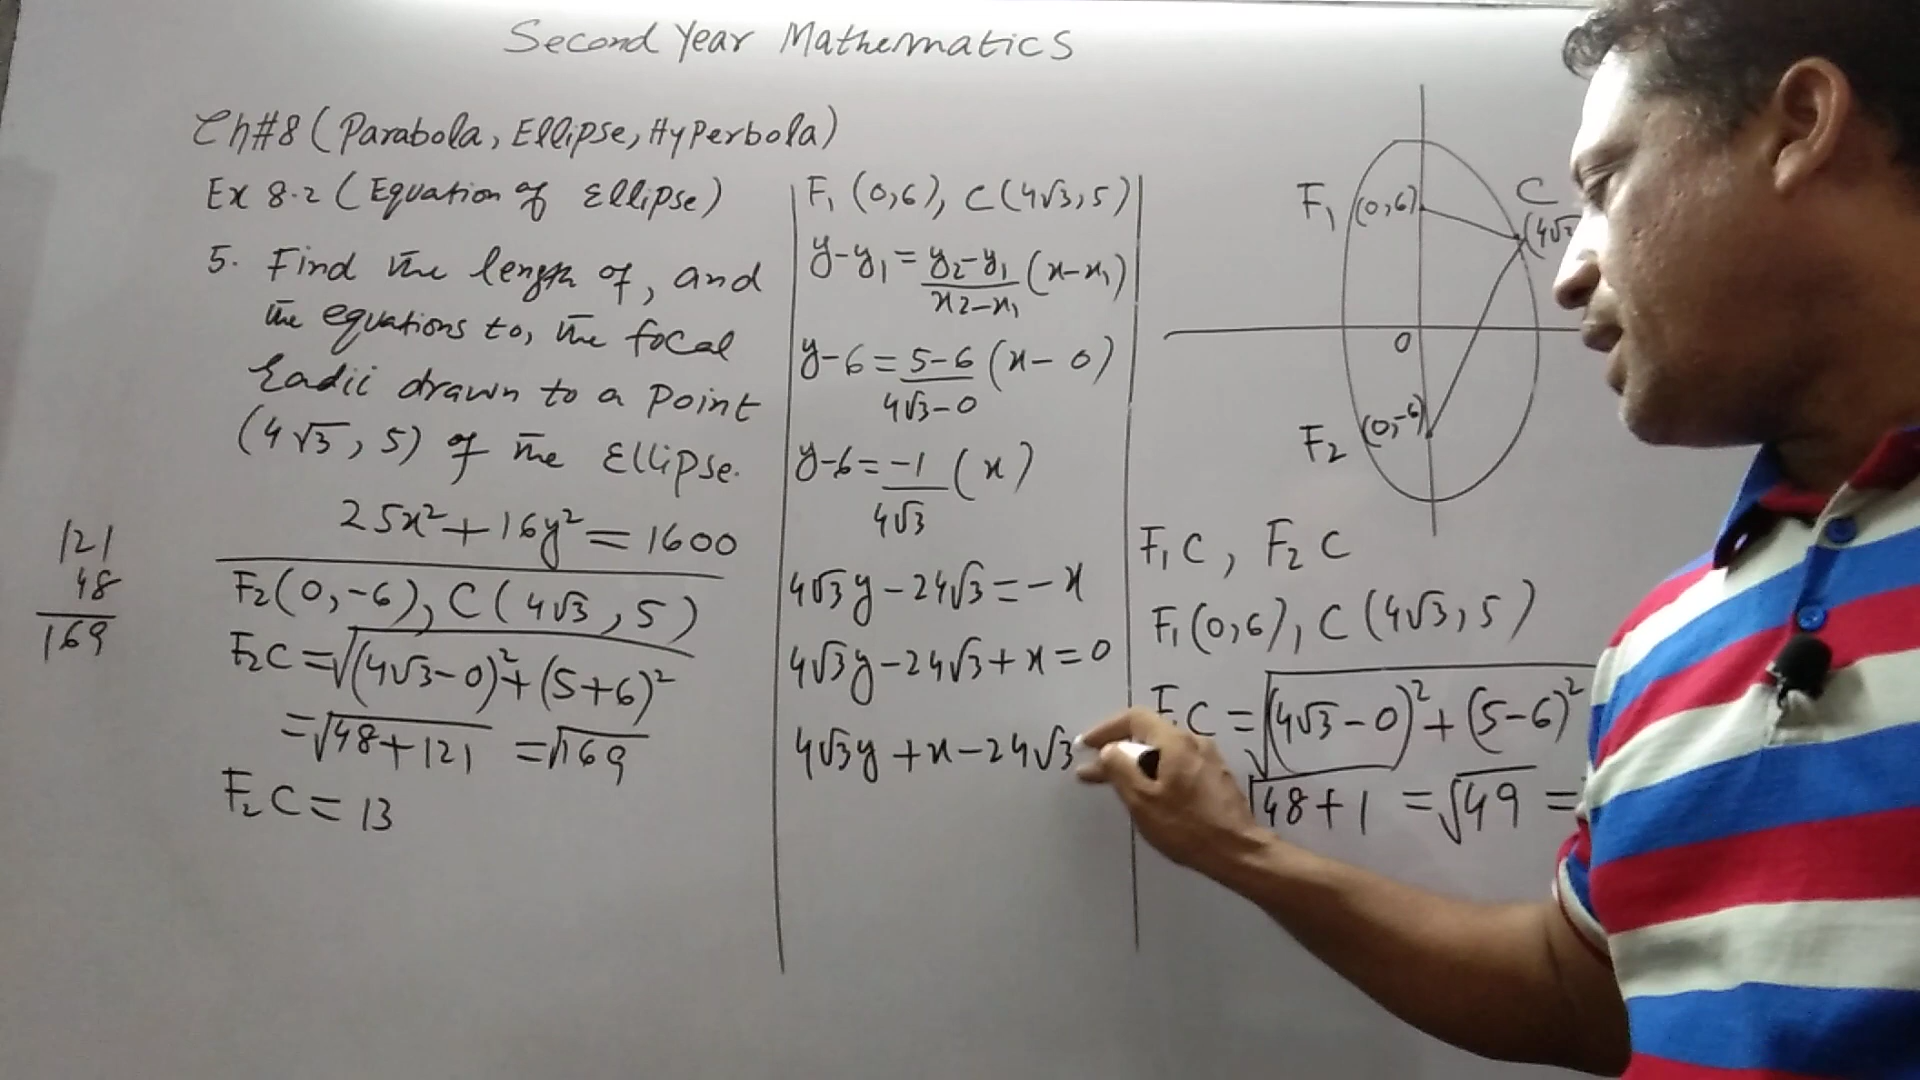 Second Year Mathematics
Ch#8 (Parabola, Ellipse, Hyperbola)
Ex 8.2 (Equation of Ellipse)
5. Find the length of, and
the equations to, the focal
radii drawn to a point
(4√3, 5) of the Ellipse.
25x²+16y²=1600
121
48
169
F₂(0,-6), C(4√3, 5)
F₂C=√(4√3-0)²+(5+6)²
=√48+121 =√169
F₂C=13
F₁(0,6), C(4√3,5)
y-y₁=y₂-y₁/x₂-x₁(x-x₁)
y-6=5-6/4√3-0(x-0)
y-6=-1/4√3(x)
4√3y-24√3=-x
4√3y-24√3+x=0
4√3y+x-24√3
F₁ (0,6)
C
(4√
0
F₂ (0,-6)
F₁C, F₂C
F₁(0,6), C(4√3,5)
C=√(4√3-0)²+(5-6)²
√48+1 =√49 =